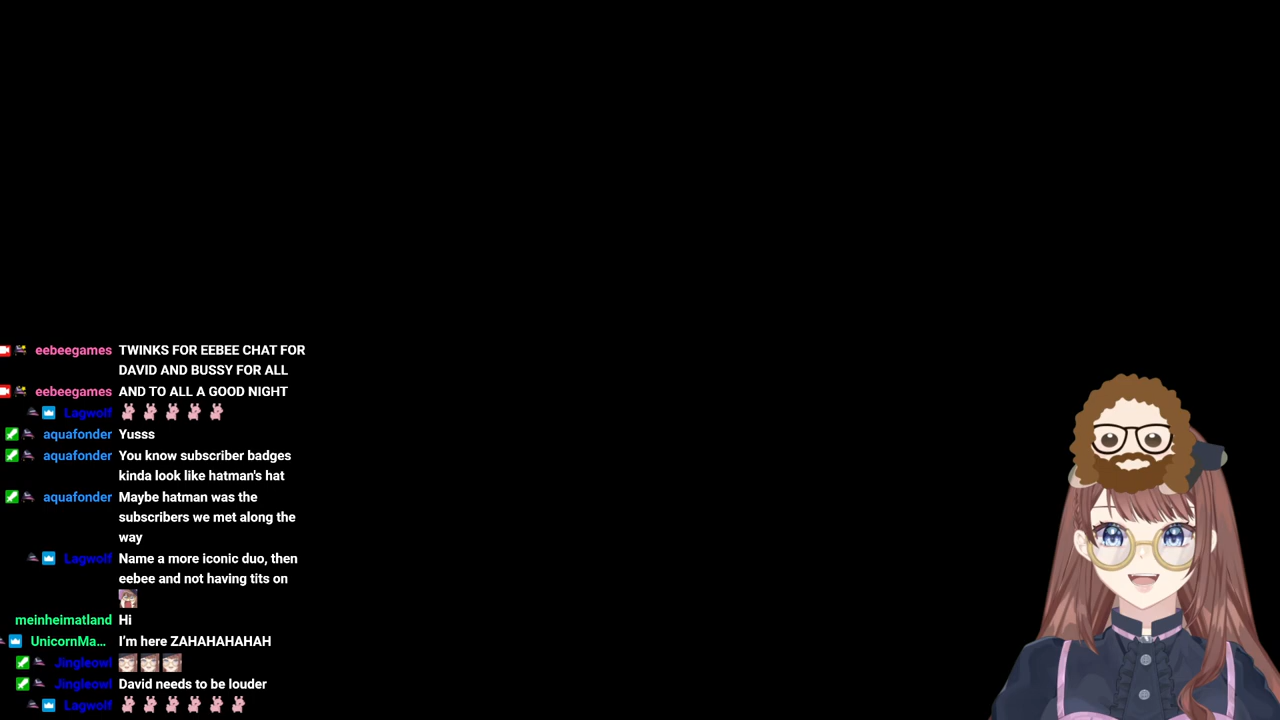 eebeegames TWINKS FOR EEBEE CHAT FOR
DAVID AND BUSSY FOR ALL
eebeegames AND TO ALL A GOOD NIGHT
Lagwolf
aquafonder Yusss
aquafonder You know subscriber badges
kinda look like hatman's hat
aquafonder Maybe hatman was the
subscribers we met along the
way
Lagwolf Name a more iconic duo, then
eebee and not having tits on
meinheimatland Hi
UnicornMa... I'm here ZAHAHAHAHAH
Jingleowl
Jingleowl David needs to be louder
Lagwolf